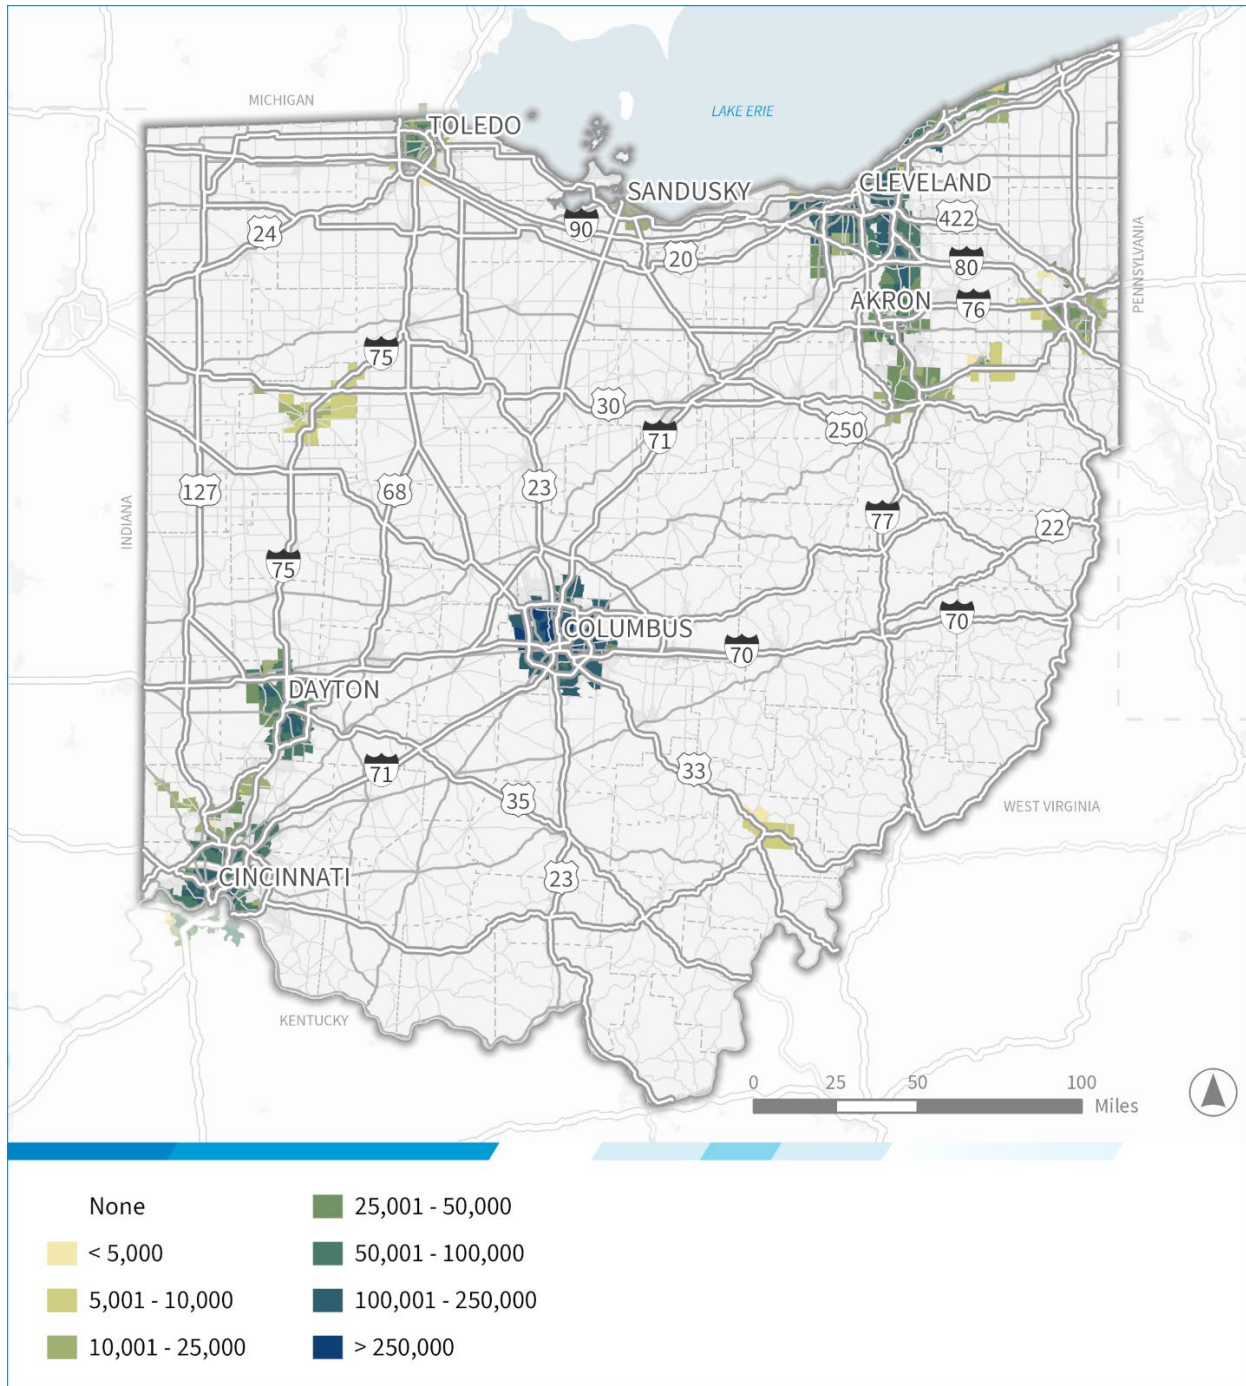 MICHIGAN
LAKE ERIE
TOLEDO
SANDUSKY
CLEVELAND
24
90
20
422
80
PENNSYLVANIA
AKRON
76
75
30
71
250
127
68
23
77
22
INDIANA
75
COLUMBUS
70
70
DAYTON
71
33
35
WEST VIRGINIA
CINCINNATI
23
KENTUCKY
0 25 50 100
Miles
None
< 5,000
5,001 - 10,000
10,001 - 25,000
25,001 - 50,000
50,001 - 100,000
100,001 - 250,000
> 250,000